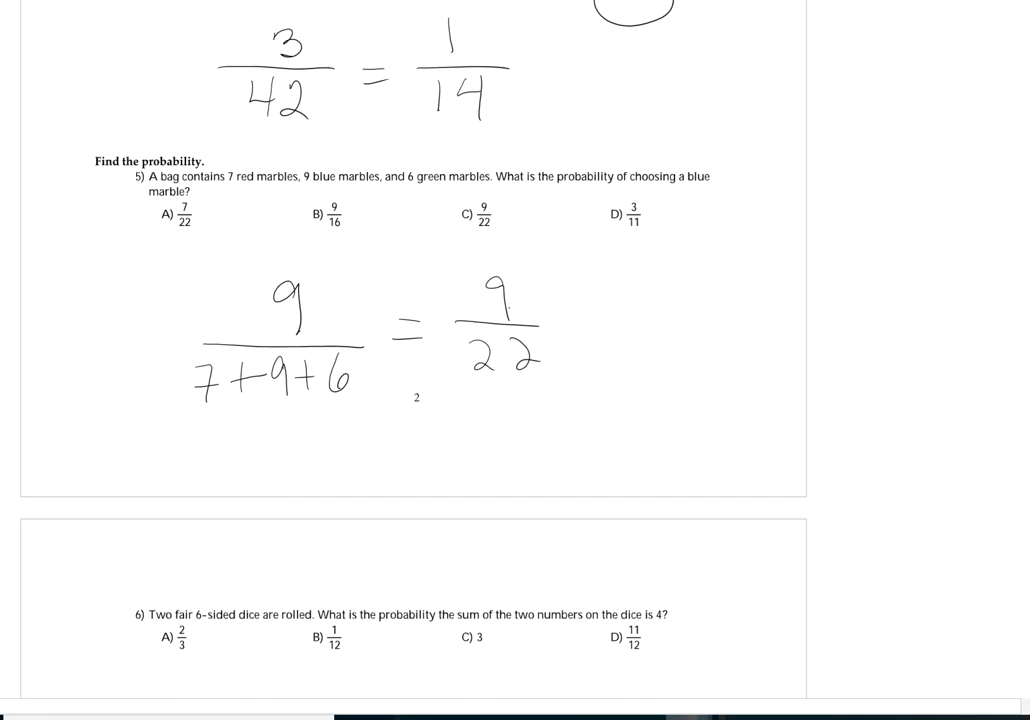 3/42 = 1/14
Find the probability.
5) A bag contains 7 red marbles, 9 blue marbles, and 6 green marbles. What is the probability of choosing a blue
marble?
A) 7/22 B) 9/16 C) 9/22 D) 3/11
9/7+9+6 = 9/22
2
6) Two fair 6-sided dice are rolled. What is the probability the sum of the two numbers on the dice is 4?
A) 2/3 B) 1/12 C) 3 D) 11/12